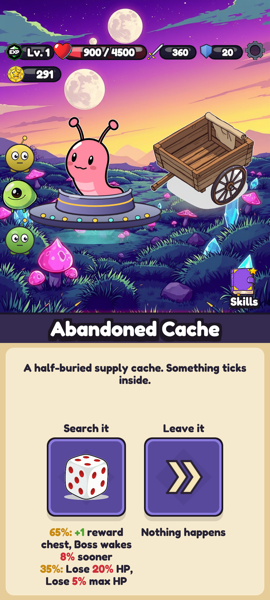 EXP Lv. 1 900 / 4500 360 20
291
Skills
Abandoned Cache
A half-buried supply cache. Something ticks
inside.
Search it
Leave it
65%: +1 reward
chest, Boss wakes
8% sooner
35%: Lose 20% HP,
Lose 5% max HP
Nothing happens